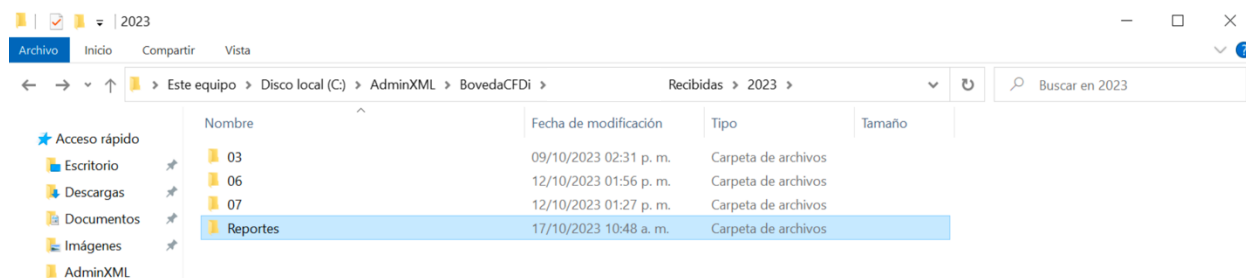 2023
Archivo Inicio Compartir Vista
Este equipo > Disco local (C:) > AdminXML > BovedaCFDi > Recibidas > 2023 > Buscar en 2023
Nombre Fecha de modificación Tipo Tamaño
Acceso rápido
03 09/10/2023 02:31 p. m. Carpeta de archivos
Escritorio
06 12/10/2023 01:56 p. m. Carpeta de archivos
Descargas
07 12/10/2023 01:27 p. m. Carpeta de archivos
Documentos
Reportes 17/10/2023 10:48 a. m. Carpeta de archivos
Imágenes
AdminXML